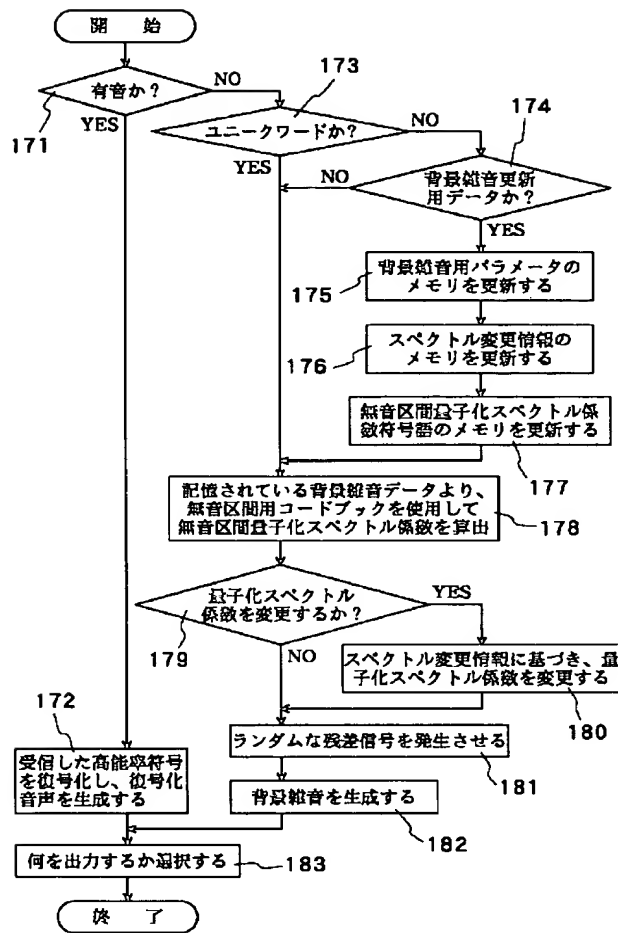 開 始
有音か?
171
NO
YES
173
ユニークワードか?
NO
YES
174
背景雑音更新
用データか?
NO
YES
背景雑音用パラメータの
メモリを更新する
175
スペクトル変更情報の
メモリを更新する
176
無音区間量子化スペクトル係
数符号語のメモリを更新する
177
記憶されている背景雑音データより、
無音区間用コードブックを使用して
無音区間量子化スペクトル係数を算出
178
量子化スペクトル
係数を変更するか?
179
YES
NO
スペクトル変更情報に基づき、量
子化スペクトル係数を変更する
180
172
受信した高能率符号
を復号化し、復号化
音声を生成する
ランダムな残差信号を発生させる
181
背景雑音を生成する
182
何を出力するか選択する
183
終 了